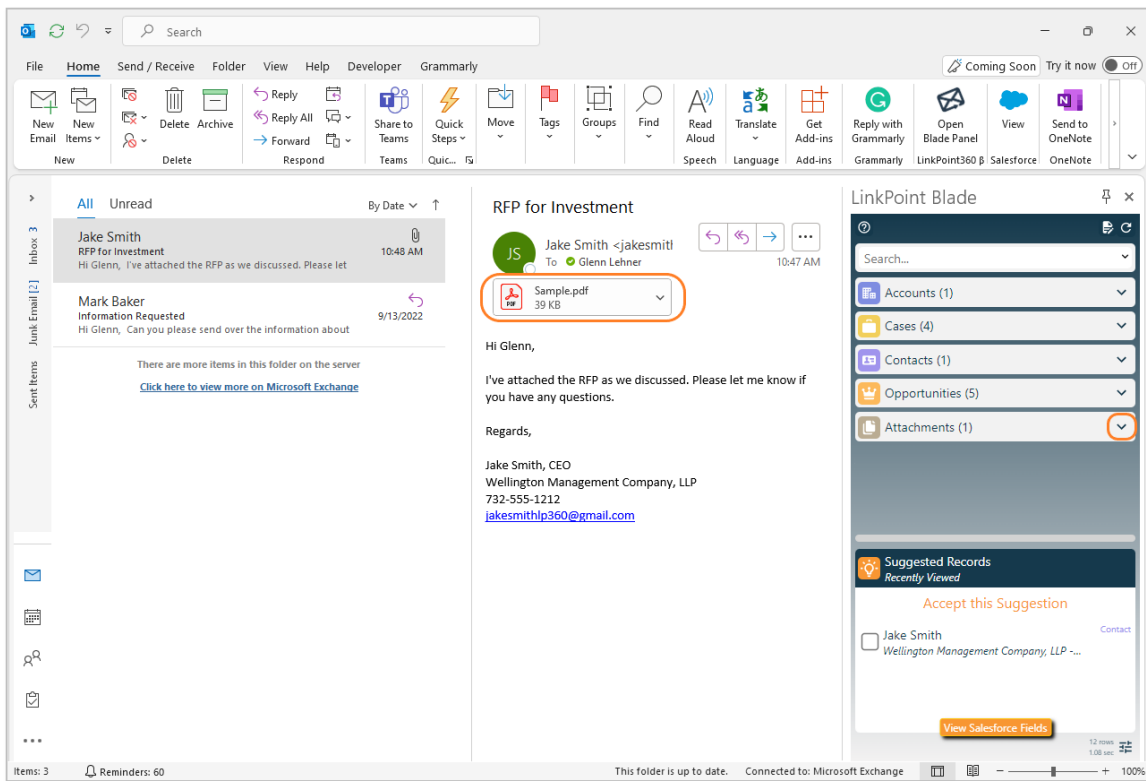 Search
File Home Send / Receive Folder View Help Developer Grammarly
Coming Soon Try it now Off
New Email
New Items
Delete
Archive
Reply
Reply All
Forward
Share to Teams
Quick Steps
Move
Tags
Groups
Find
Read Aloud
Translate
Get Add-ins
Reply with Grammarly
Open Blade Panel
View
Send to OneNote
New Delete Respond Teams Quic... Speech Language Add-ins Grammarly LinkPoint360 β Salesforce OneNote
Inbox 3
Junk Email [2]
Sent Items
All Unread By Date
Jake Smith
RFP for Investment 10:48 AM
Hi Glenn, I've attached the RFP as we discussed. Please let
Mark Baker
Information Requested 9/13/2022
Hi Glenn, Can you please send over the information about
There are more items in this folder on the server
Click here to view more on Microsoft Exchange
RFP for Investment
JS
Jake Smith <jakesmitl
To Glenn Lehner 10:47 AM
PDF
Sample.pdf
39 KB
Hi Glenn,
I've attached the RFP as we discussed. Please let me know if
you have any questions.
Regards,
Jake Smith, CEO
Wellington Management Company, LLP
732-555-1212
jakesmithlp360@gmail.com
LinkPoint Blade
Search...
Accounts (1)
Cases (4)
Contacts (1)
Opportunities (5)
Attachments (1)
Suggested Records
Recently Viewed
Accept this Suggestion
Contact
Jake Smith
Wellington Management Company, LLP -...
View Salesforce Fields
12 rows
1.08 sec
Items: 3 Reminders: 60 This folder is up to date. Connected to: Microsoft Exchange 100%